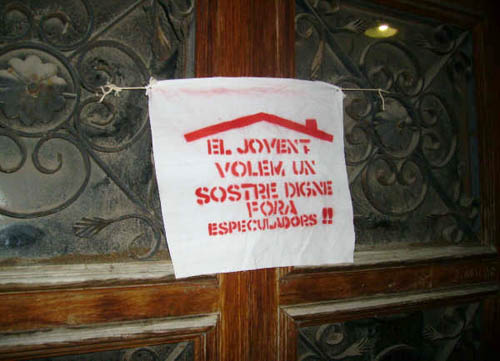 EL JOVENT
VOLEM UN
SOSTRE DIGNE
FORA
ESPECULADORS !!